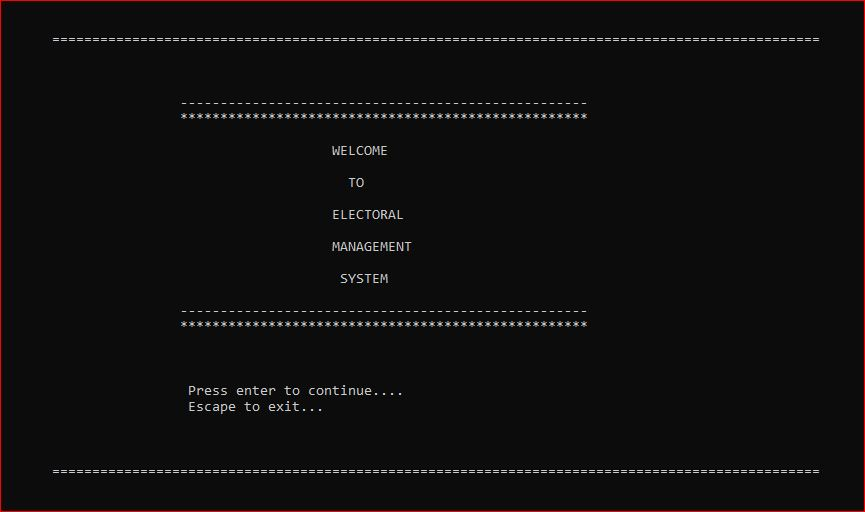 ================================================================================================
---------------------------------------------------
***************************************************
WELCOME
TO
ELECTORAL
MANAGEMENT
SYSTEM
---------------------------------------------------
***************************************************
Press enter to continue....
Escape to exit...
================================================================================================